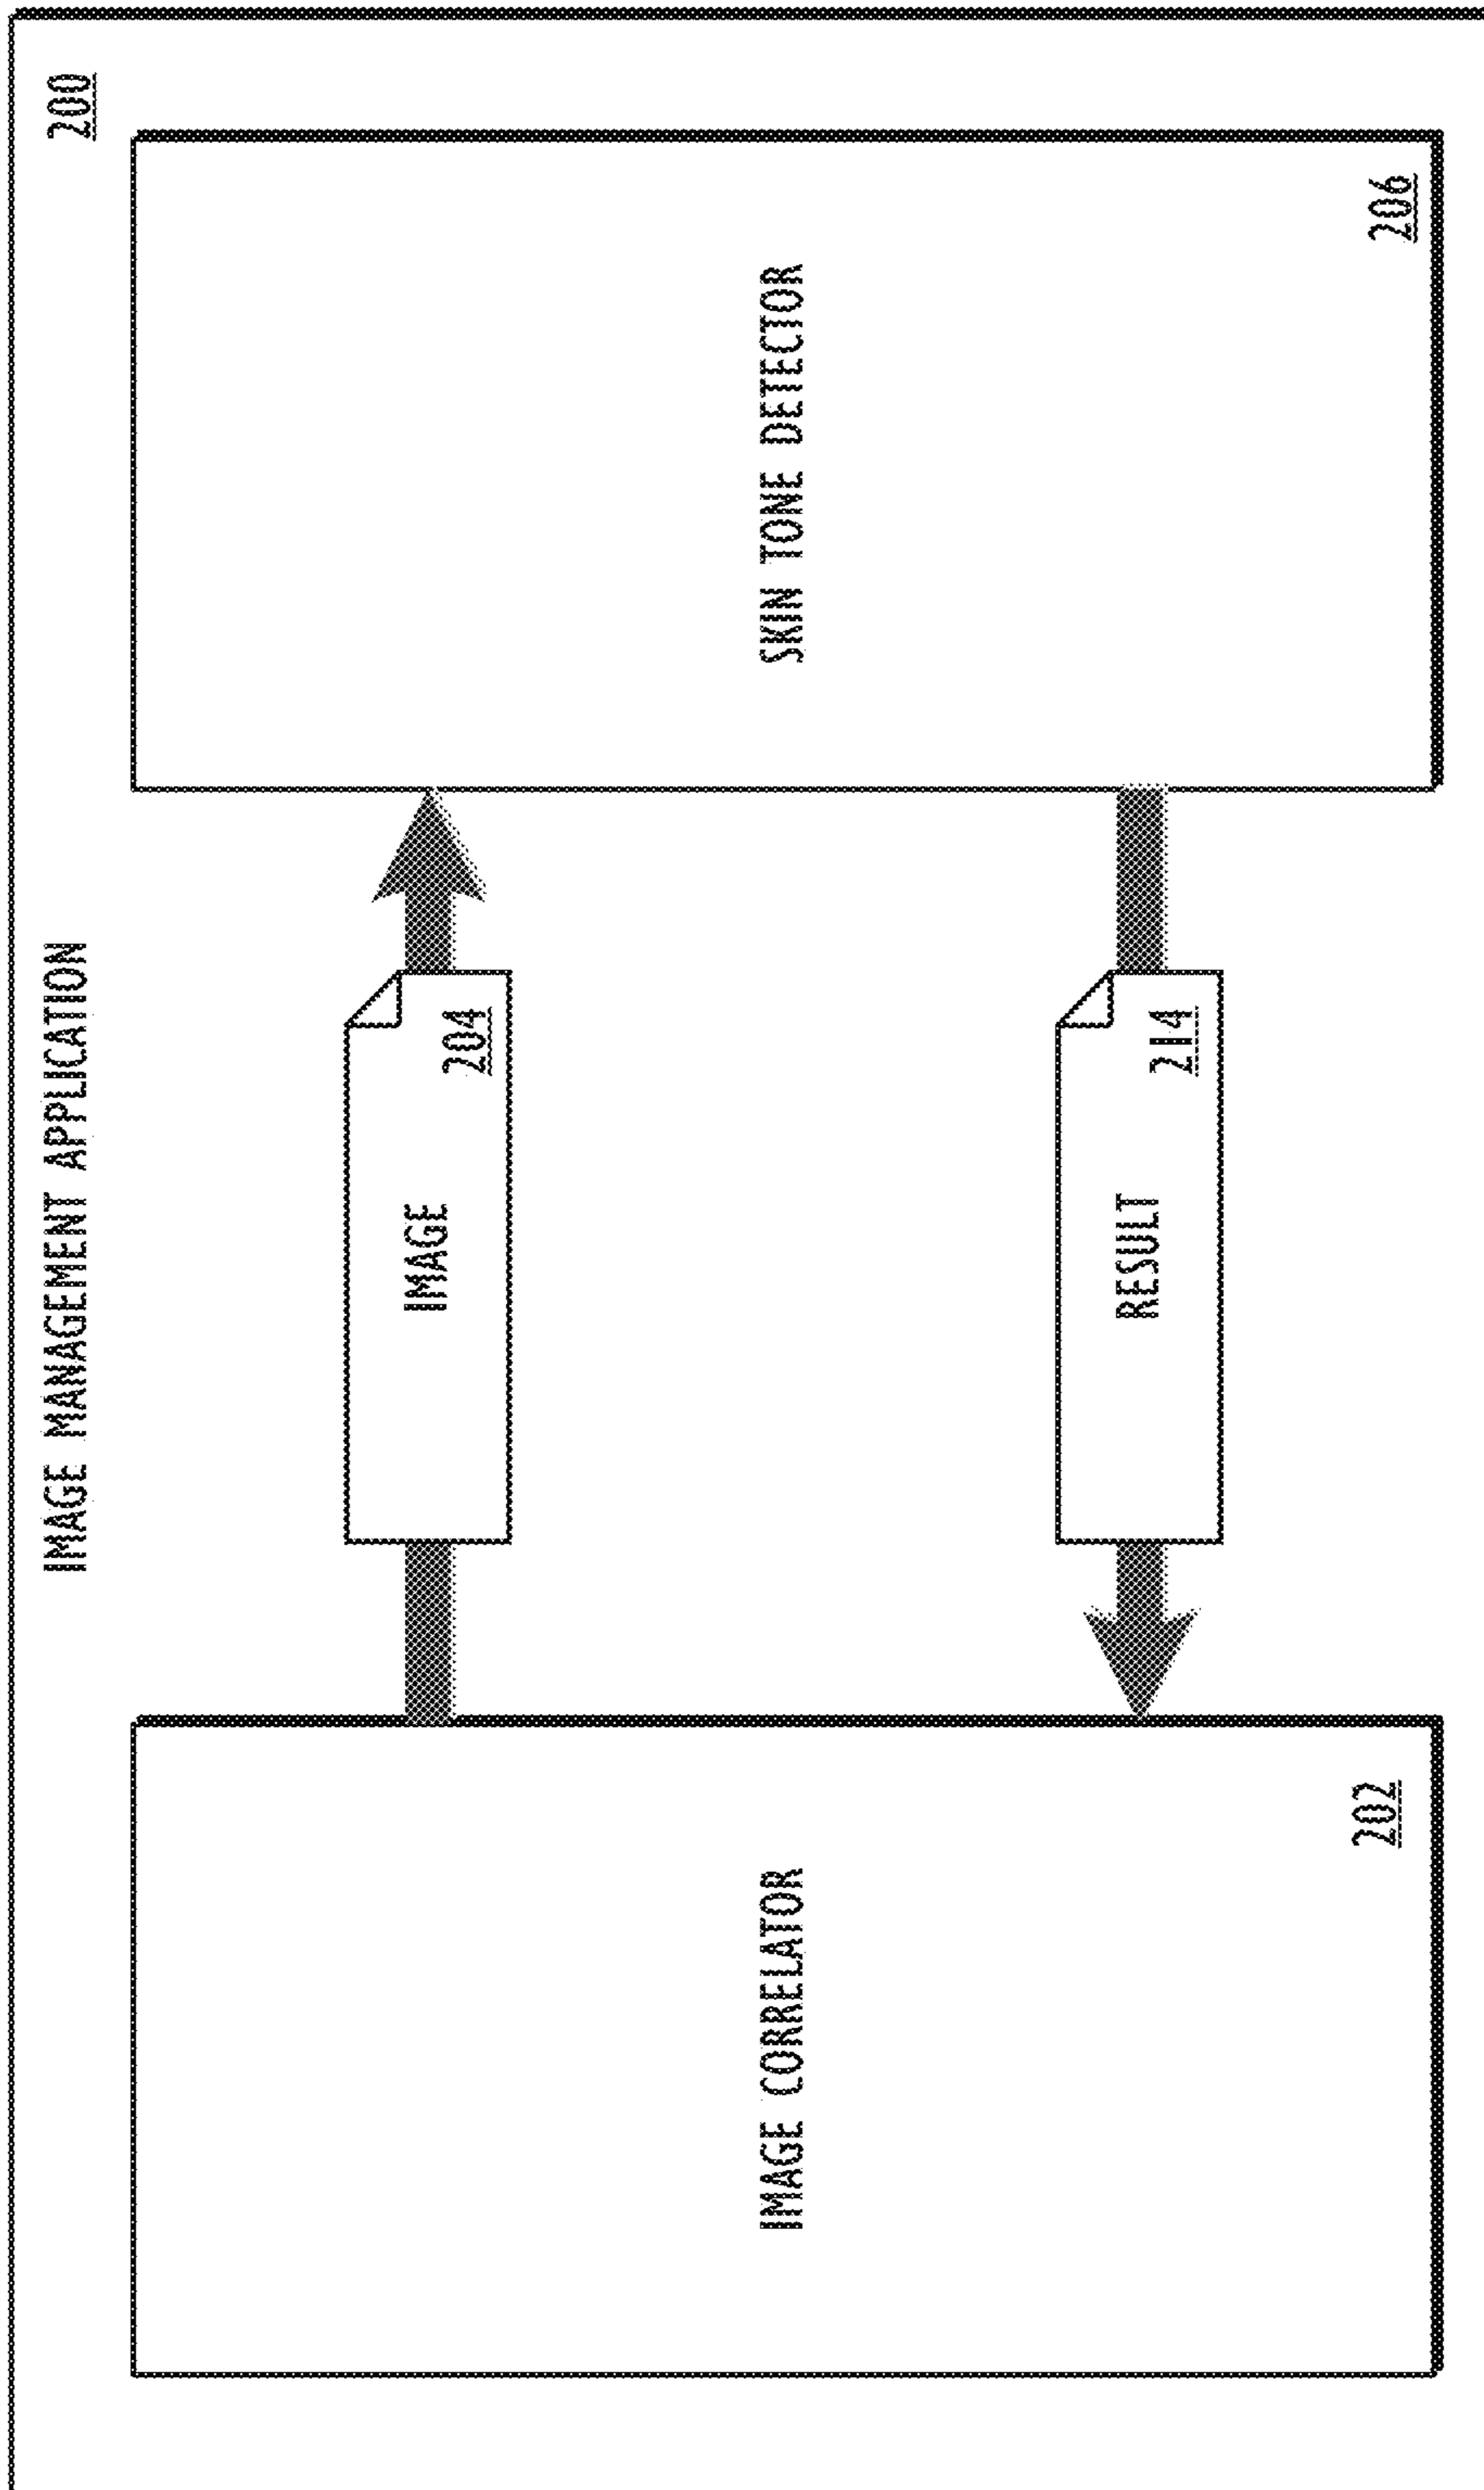 IMAGE MANAGEMENT APPLICATION
200
IMAGE CORRELATOR
202
IMAGE
204
RESULT
214
SKIN TONE DETECTOR
206